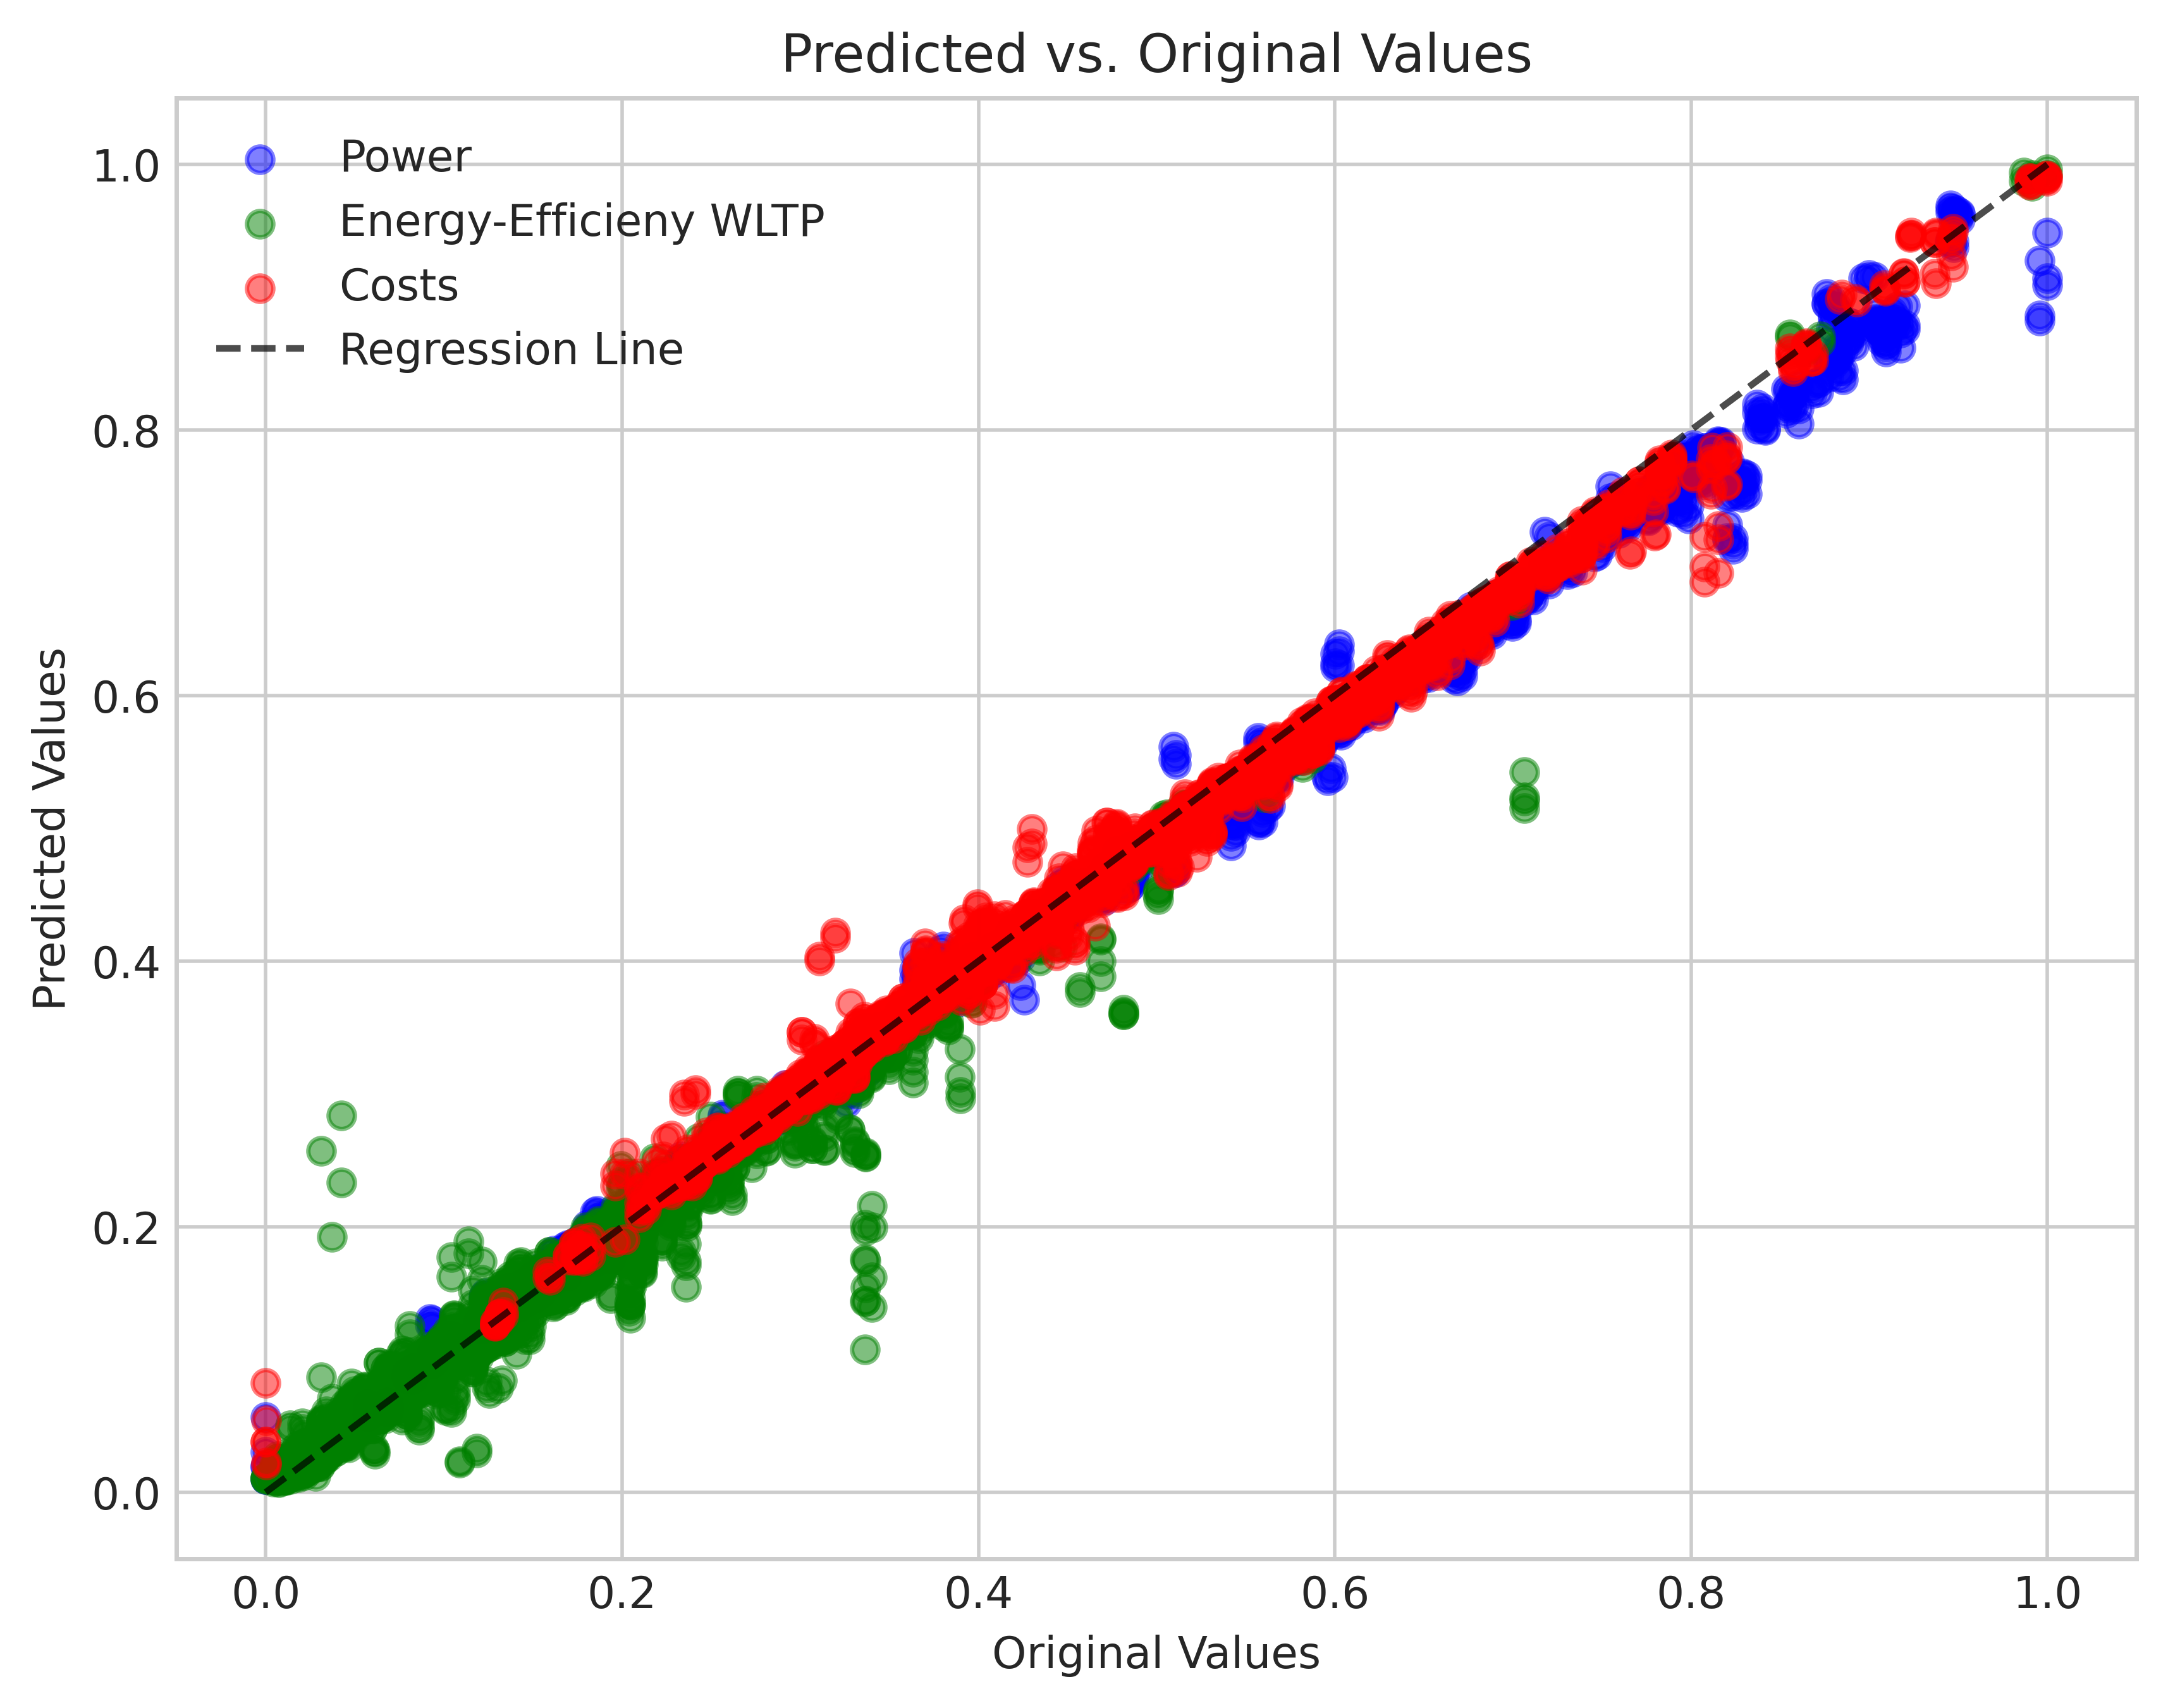 Predicted vs. Original Values
Power
Energy-Efficieny WLTP
Costs
Regression Line
1.0
0.8
0.6
0.4
0.2
0.0
Predicted Values
0.0 0.2 0.4 0.6 0.8 1.0
Original Values